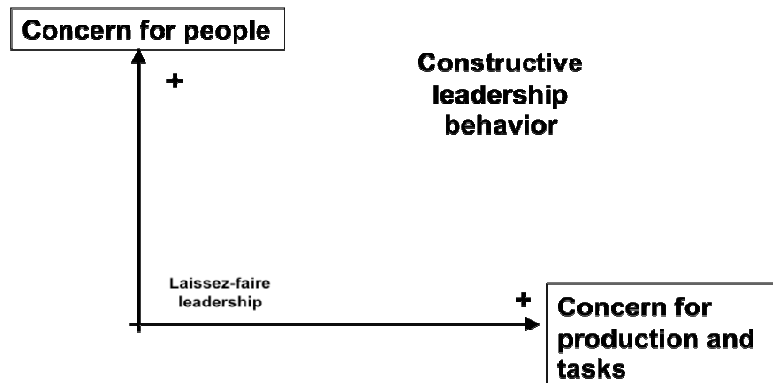 Concern for people
+
Constructive
leadership
behavior
Laissez-faire
leadership
+
Concern for
production and
tasks